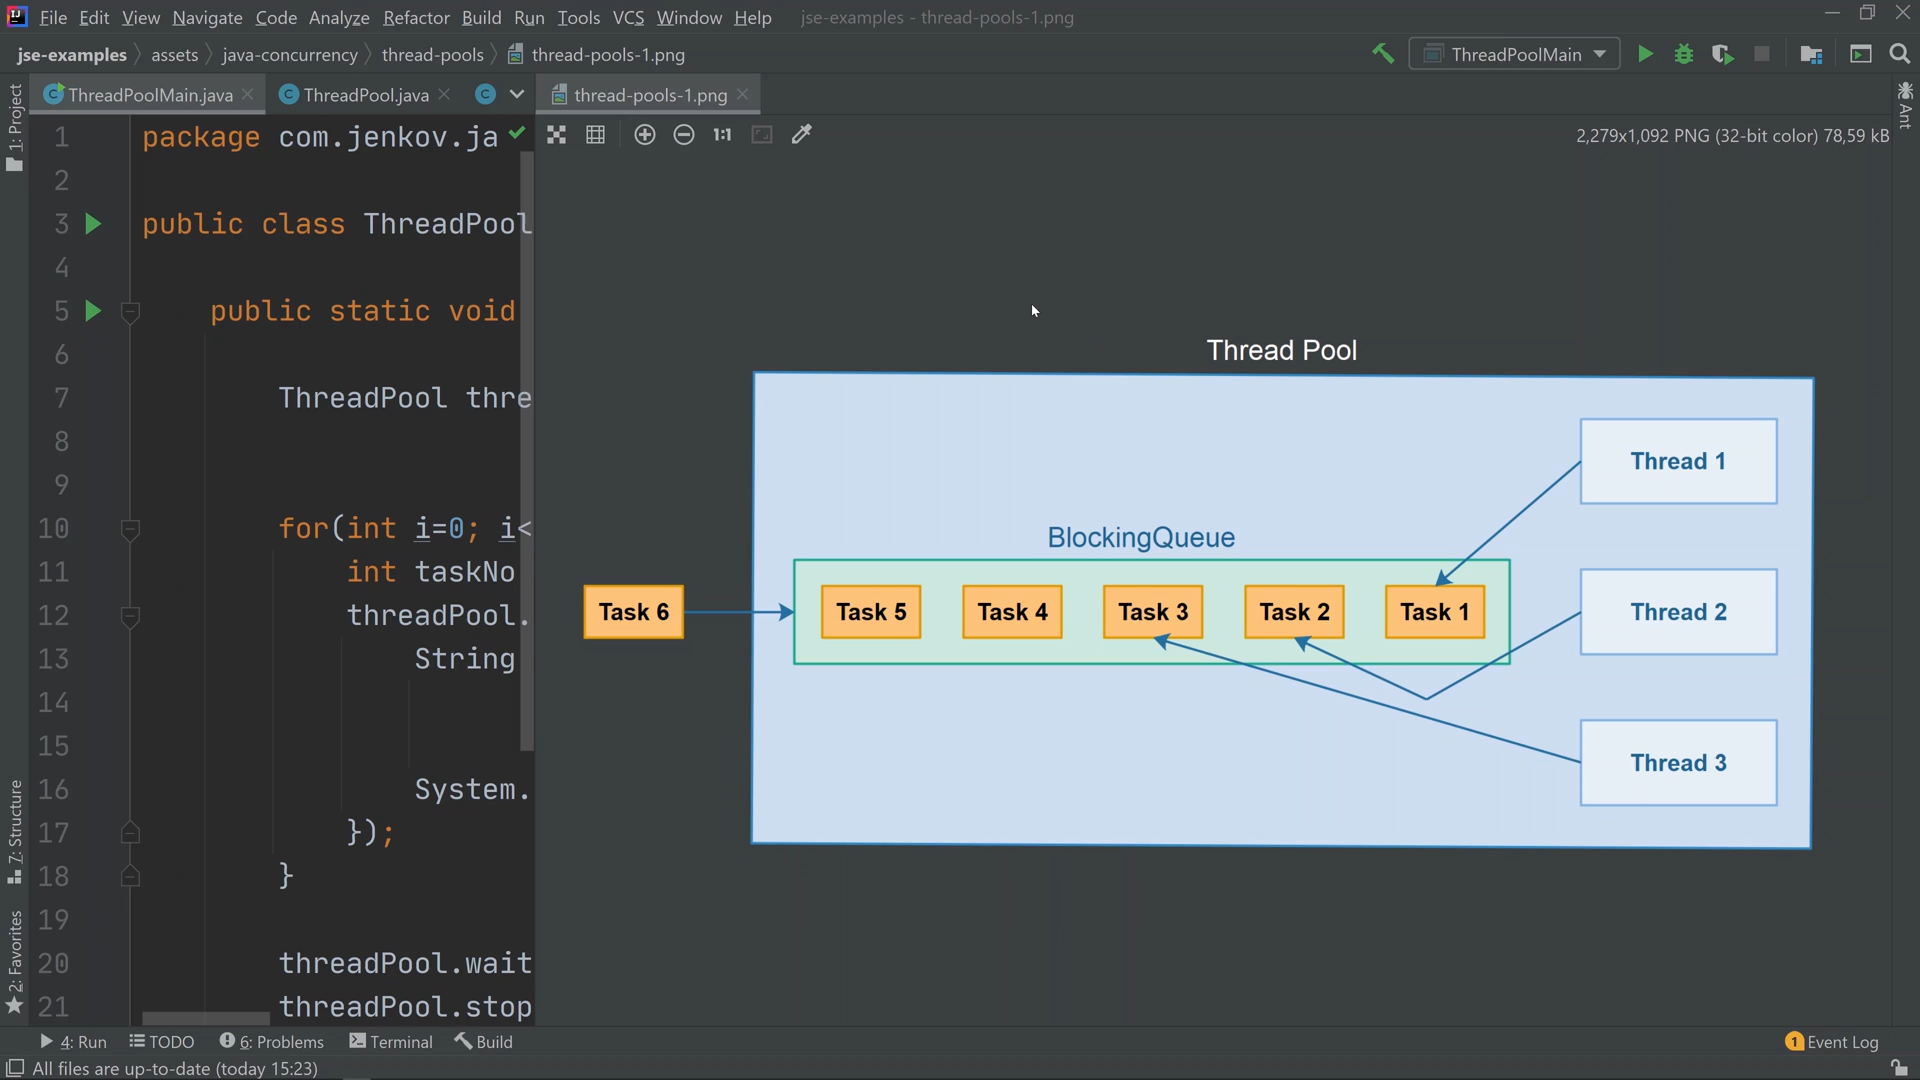 File Edit View Navigate Code Analyze Refactor Build Run Tools VCS Window Help jse-examples - thread-pools-1.png
jse-examples assets java-concurrency thread-pools thread-pools-1.png ThreadPoolMain
1: Project
ThreadPoolMain.java ThreadPool.java thread-pools-1.png
Ant
1:1 2,279x1,092 PNG (32-bit color) 78,59 kB
1 package com.jenkov.ja
2
3 public class ThreadPool
4
5 public static void
6
7 ThreadPool thre
8
9
10 for(int i=0; i<
11 int taskNo
12 threadPool.
13 String
14
15
16 System.
17 });
18 }
19
20 threadPool.wait
21 threadPool.stop
Thread Pool
Thread 1
BlockingQueue
Task 6 Task 5 Task 4 Task 3 Task 2 Task 1 Thread 2
Thread 3
7: Structure
2: Favorites
4: Run TODO 6: Problems Terminal Build 1 Event Log
All files are up-to-date (today 15:23)